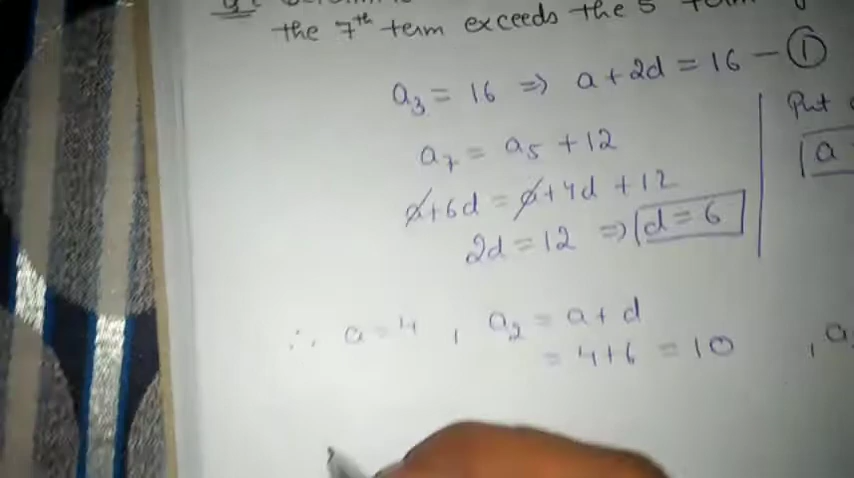 the 7th term exceeds the 5
a₃ = 16 => a + 2d = 16 — ①
Put
a₇ = a₅ + 12
a
a + 6d = a + 4d + 12
2d = 12 => d = 6
∴ a = 4 , a₂ = a + d
= 4 + 6 = 10 , a